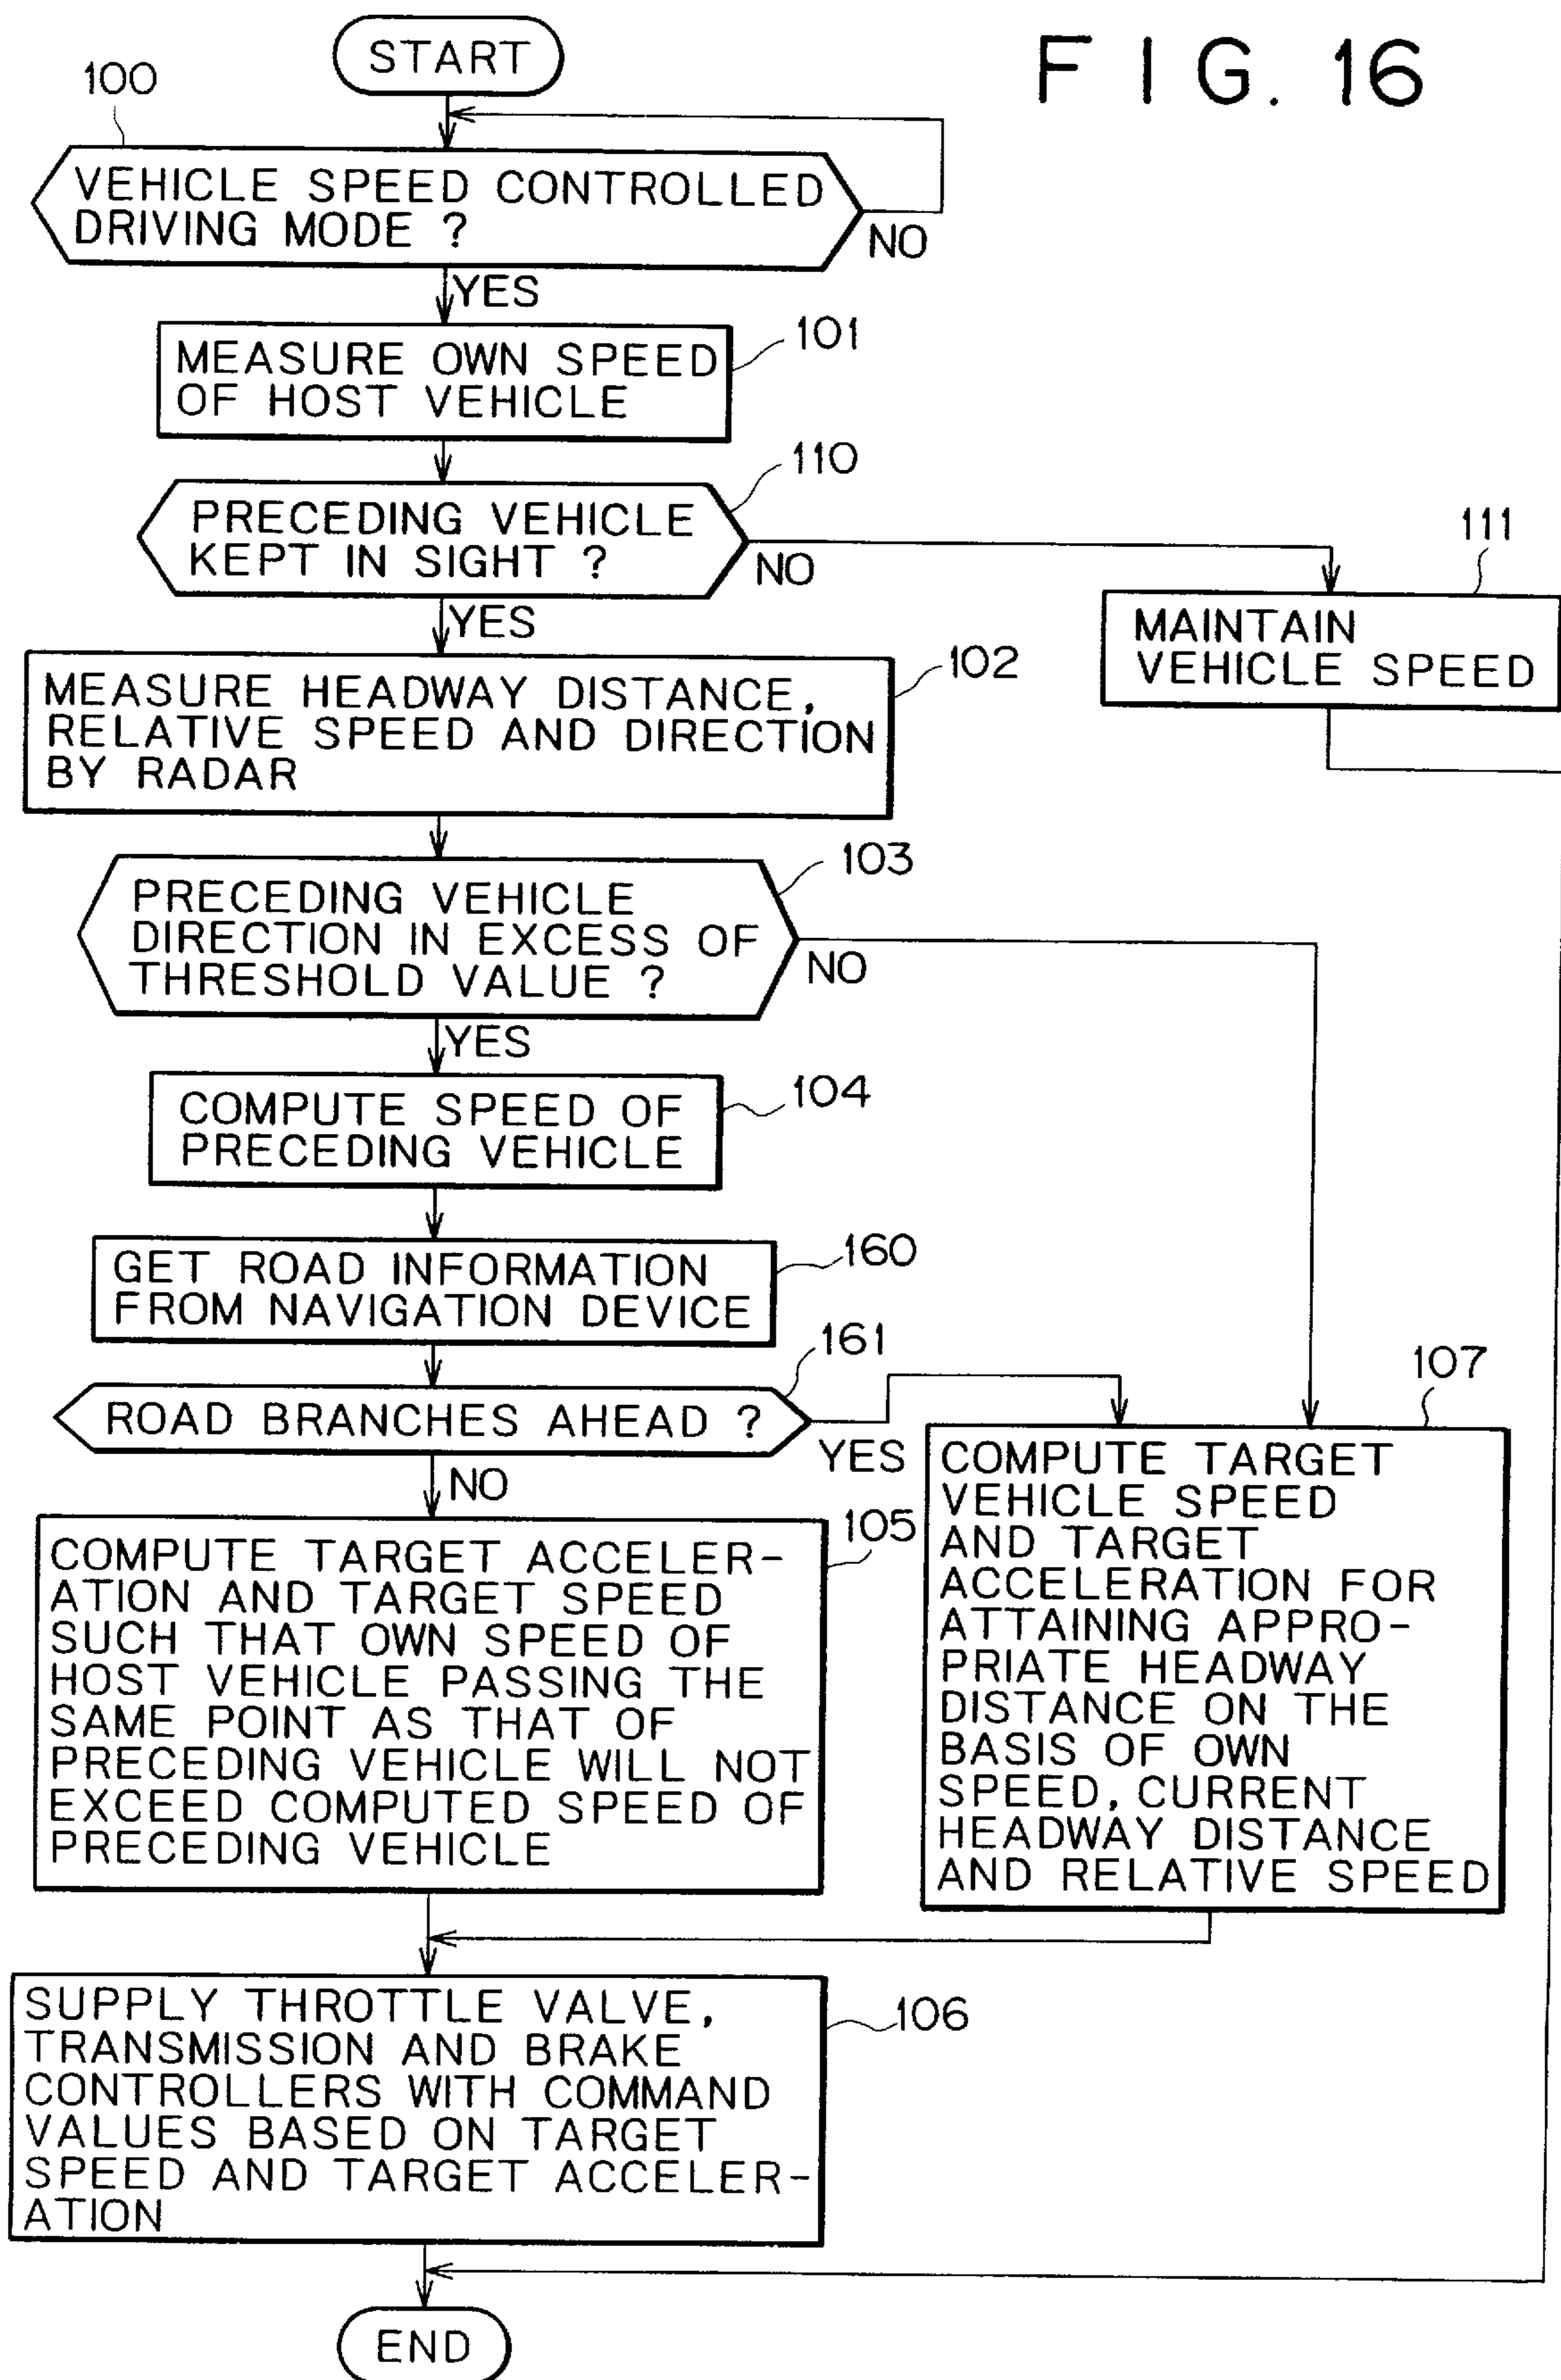 F I G. 16
START
100
VEHICLE SPEED CONTROLLED
DRIVING MODE ?
NO
YES
101
MEASURE OWN SPEED
OF HOST VEHICLE
110
PRECEDING VEHICLE
KEPT IN SIGHT ?
NO
YES
111
MAINTAIN
VEHICLE SPEED
102
MEASURE HEADWAY DISTANCE,
RELATIVE SPEED AND DIRECTION
BY RADAR
103
PRECEDING VEHICLE
DIRECTION IN EXCESS OF
THRESHOLD VALUE ?
NO
YES
104
COMPUTE SPEED OF
PRECEDING VEHICLE
160
GET ROAD INFORMATION
FROM NAVIGATION DEVICE
161
ROAD BRANCHES AHEAD ?
YES
NO
105
COMPUTE TARGET ACCELER-
ATION AND TARGET SPEED
SUCH THAT OWN SPEED OF
HOST VEHICLE PASSING THE
SAME POINT AS THAT OF
PRECEDING VEHICLE WILL NOT
EXCEED COMPUTED SPEED OF
PRECEDING VEHICLE
107
COMPUTE TARGET
VEHICLE SPEED
AND TARGET
ACCELERATION FOR
ATTAINING APPRO-
PRIATE HEADWAY
DISTANCE ON THE
BASIS OF OWN
SPEED, CURRENT
HEADWAY DISTANCE
AND RELATIVE SPEED
106
SUPPLY THROTTLE VALVE,
TRANSMISSION AND BRAKE
CONTROLLERS WITH COMMAND
VALUES BASED ON TARGET
SPEED AND TARGET ACCELER-
ATION
END